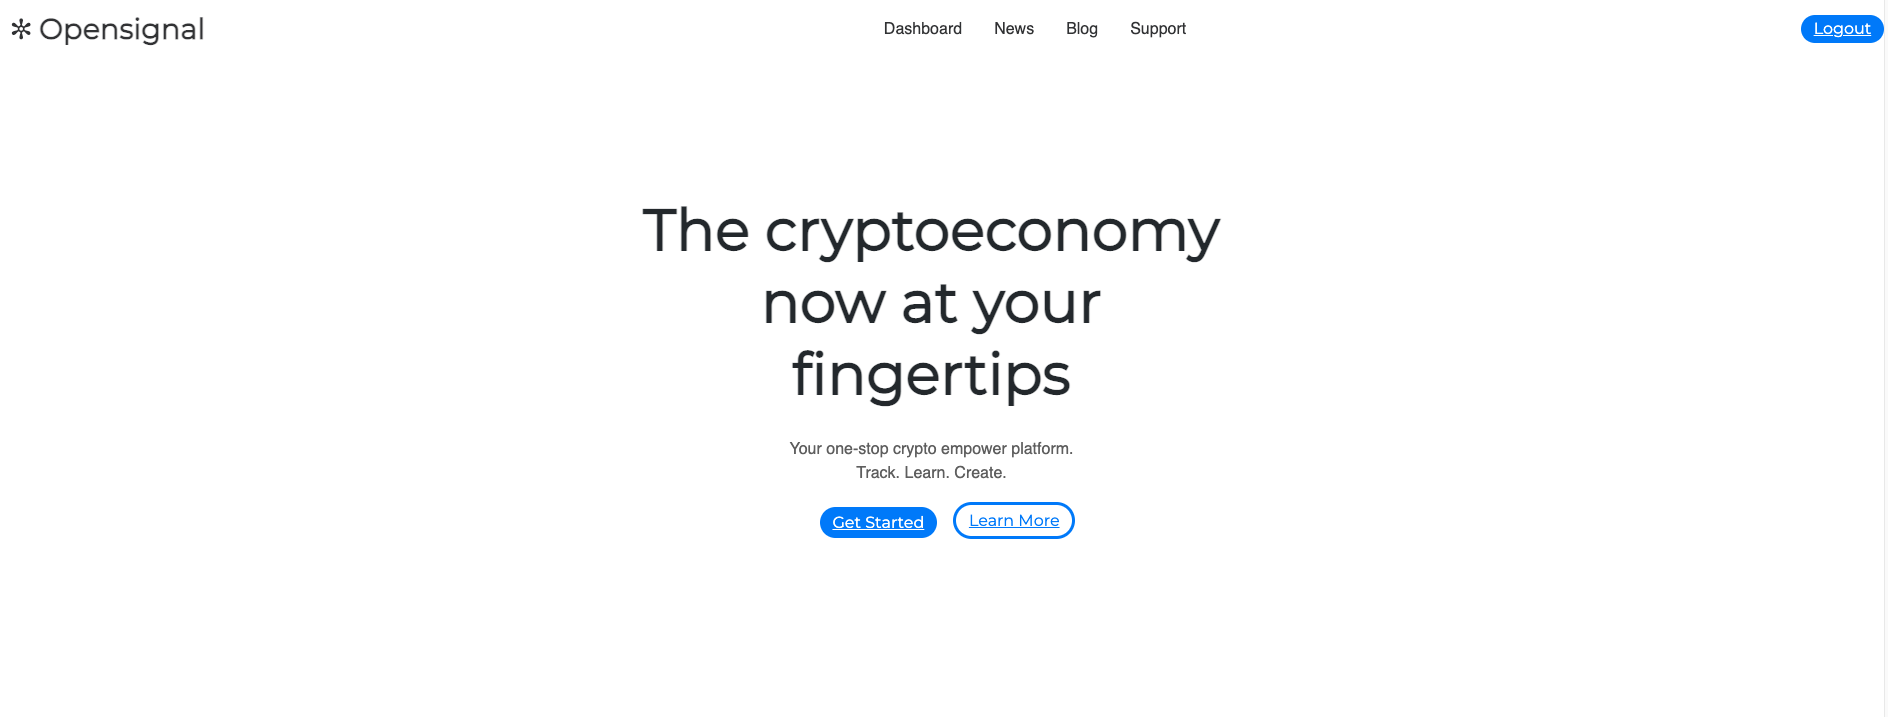 ✲ Opensignal
Dashboard News Blog Support
Logout
The cryptoeconomy
now at your
fingertips
Your one-stop crypto empower platform.
Track. Learn. Create.
Get Started
Learn More